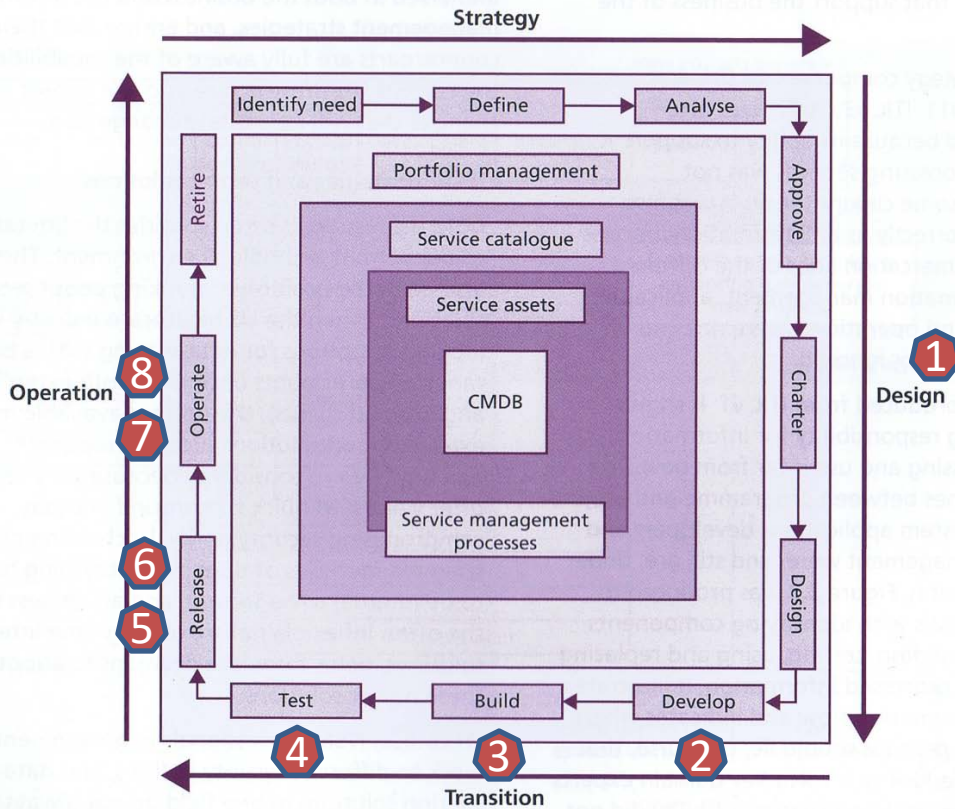 Strategy
Identify need
Define
Analyse
Retire
Portfolio management
Approve
Service catalogue
Service assets
1
8
Operation
Operate
CMDB
Charter
Design
7
Service management
processes
6
5
Release
Design
Test
Build
Develop
4
3
2
Transition